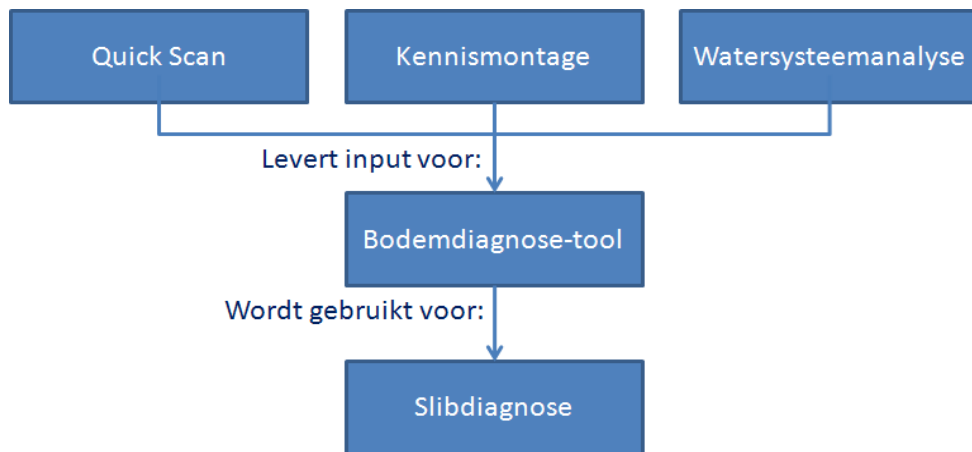 Quick Scan
Kennismontage
Watersysteemanalyse
Levert input voor:
Bodemdiagnose-tool
Wordt gebruikt voor:
Slibdiagnose